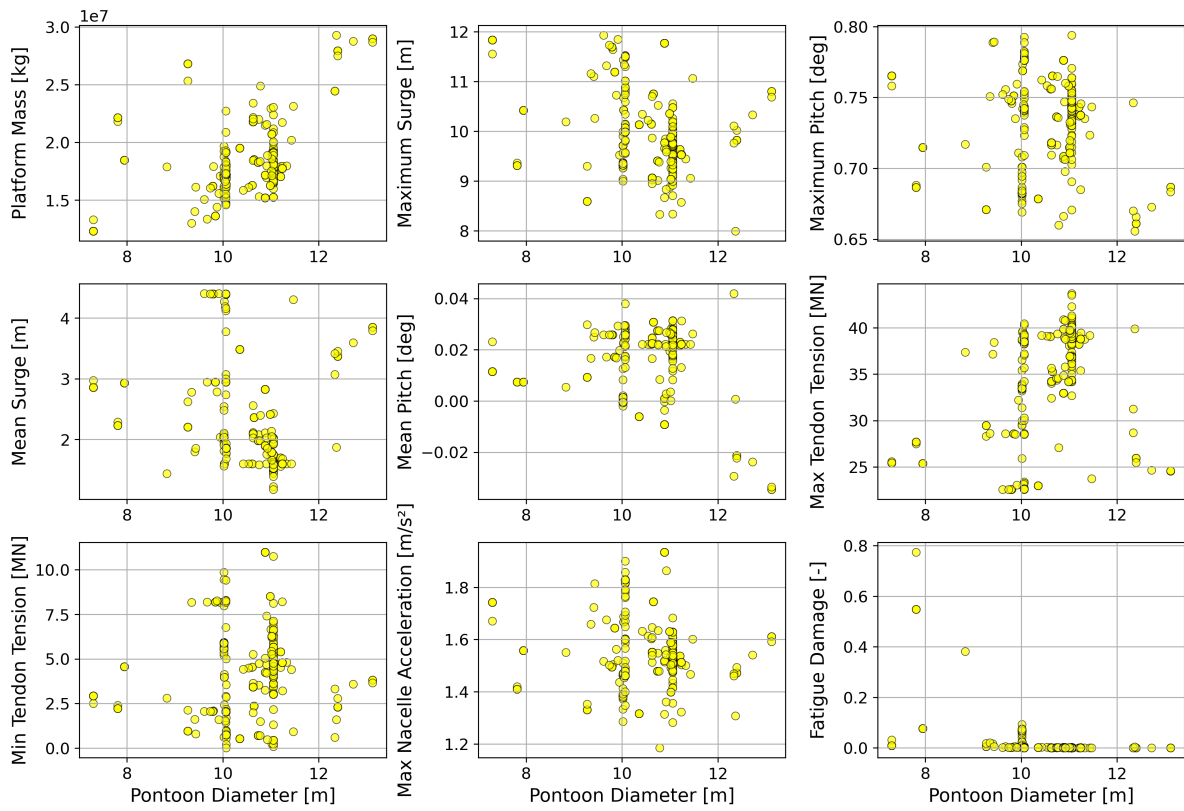 1e7
3.0
2.5
2.0
1.5
8 10 12
Platform Mass [kg]
12
11
10
9
8
8 10 12
Maximum Surge [m]
0.80
0.75
0.70
0.65
8 10 12
Maximum Pitch [deg]
4
3
2
8 10 12
Mean Surge [m]
0.04
0.02
0.00
−0.02
8 10 12
Mean Pitch [deg]
40
35
30
25
8 10 12
Max Tendon Tension [MN]
10.0
7.5
5.0
2.5
0.0
8 10 12
Min Tendon Tension [MN]
Pontoon Diameter [m]
1.8
1.6
1.4
1.2
8 10 12
Max Nacelle Acceleration [m/s²]
Pontoon Diameter [m]
0.8
0.6
0.4
0.2
0.0
8 10 12
Fatigue Damage [-]
Pontoon Diameter [m]